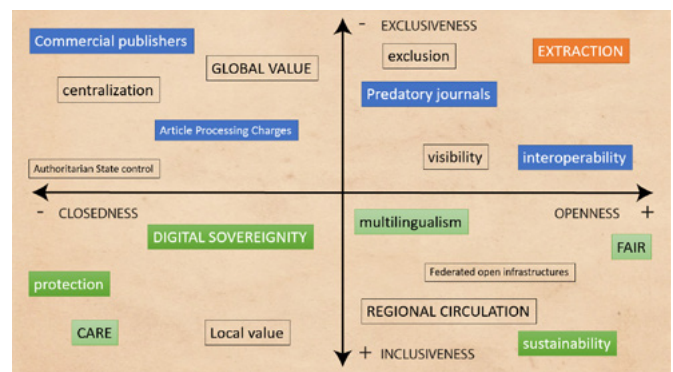 - EXCLUSIVENESS
Commercial publishers
GLOBAL VALUE
exclusion
EXTRACTION
centralization
Predatory journals
Article Processing Charges
Authoritarian State control
visibility
interoperability
- CLOSEDNESS
OPENNESS +
multilingualism
DIGITAL SOVEREIGNITY
FAIR
protection
Federated open infrastructures
REGIONAL CIRCULATION
CARE
Local value
sustainability
+ INCLUSIVENESS